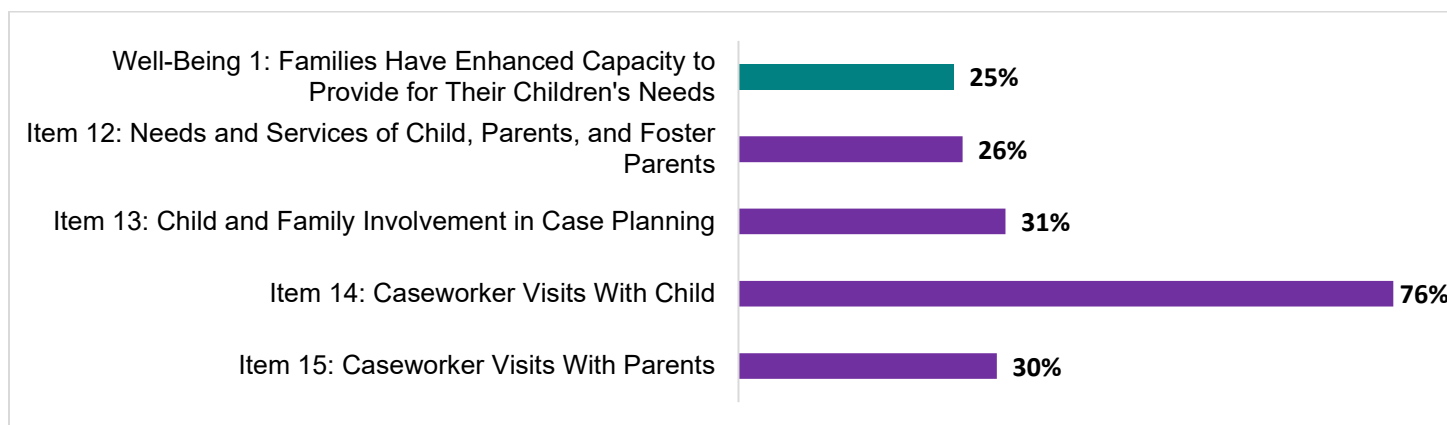 Well-Being 1: Families Have Enhanced Capacity to
Provide for Their Children's Needs
25%
Item 12: Needs and Services of Child, Parents, and Foster
Parents
26%
Item 13: Child and Family Involvement in Case Planning
31%
Item 14: Caseworker Visits With Child
76%
Item 15: Caseworker Visits With Parents
30%